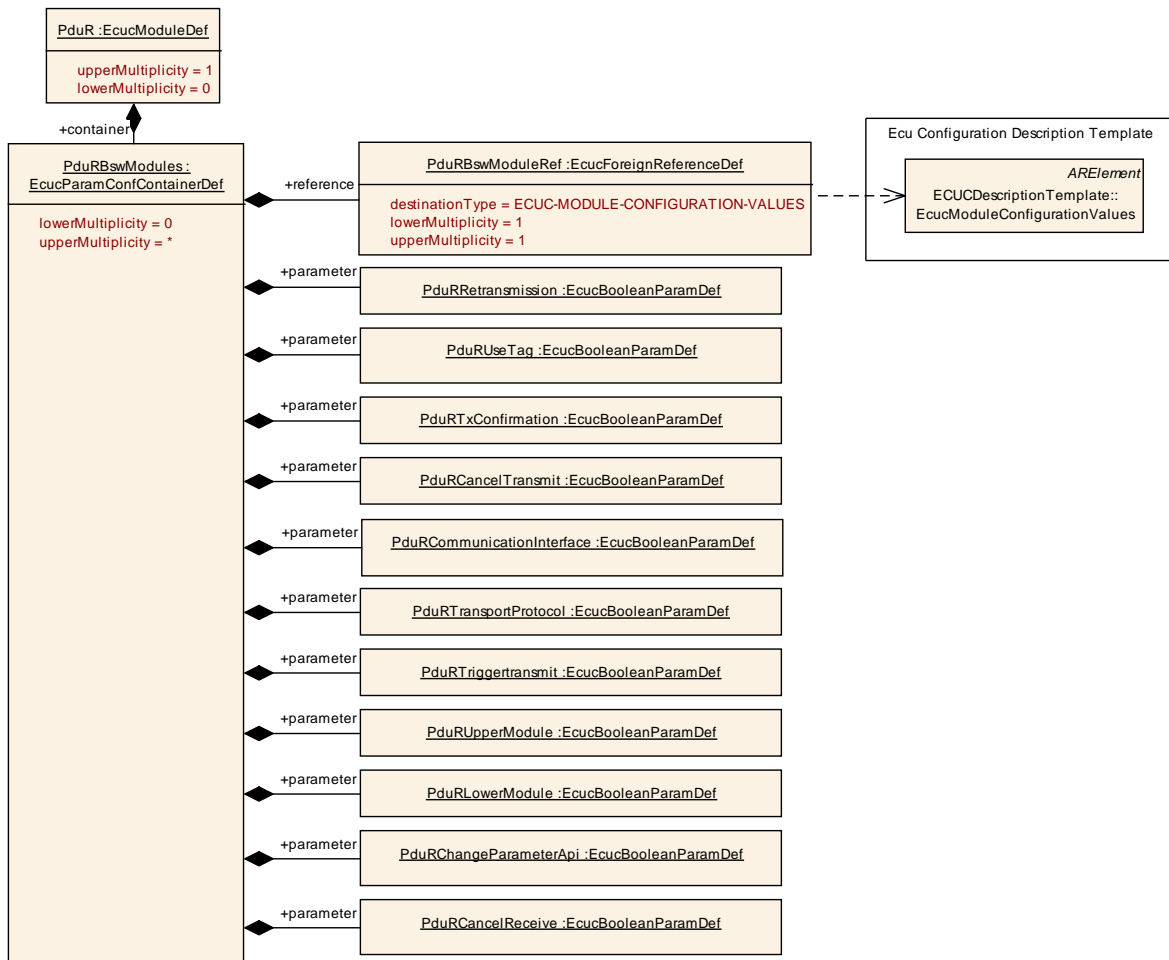 PduR :EcucModuleDef
upperMultiplicity = 1
lowerMultiplicity = 0
+container
PduRBswModules :
EcucParamConfContainerDef
lowerMultiplicity = 0
upperMultiplicity = *
+reference
PduRBswModuleRef :EcucForeignReferenceDef
destinationType = ECUC-MODULE-CONFIGURATION-VALUES
lowerMultiplicity = 1
upperMultiplicity = 1
Ecu Configuration Description Template
ARElement
ECUCDescriptionTemplate::
EcucModuleConfigurationValues
+parameter
PduRRetransmission :EcucBooleanParamDef
+parameter
PduRUseTag :EcucBooleanParamDef
+parameter
PduRTxConfirmation :EcucBooleanParamDef
+parameter
PduRCancelTransmit :EcucBooleanParamDef
+parameter
PduRCommunicationInterface :EcucBooleanParamDef
+parameter
PduRTransportProtocol :EcucBooleanParamDef
+parameter
PduRTriggertransmit :EcucBooleanParamDef
+parameter
PduRUpperModule :EcucBooleanParamDef
+parameter
PduRLowerModule :EcucBooleanParamDef
+parameter
PduRChangeParameterApi :EcucBooleanParamDef
+parameter
PduRCancelReceive :EcucBooleanParamDef